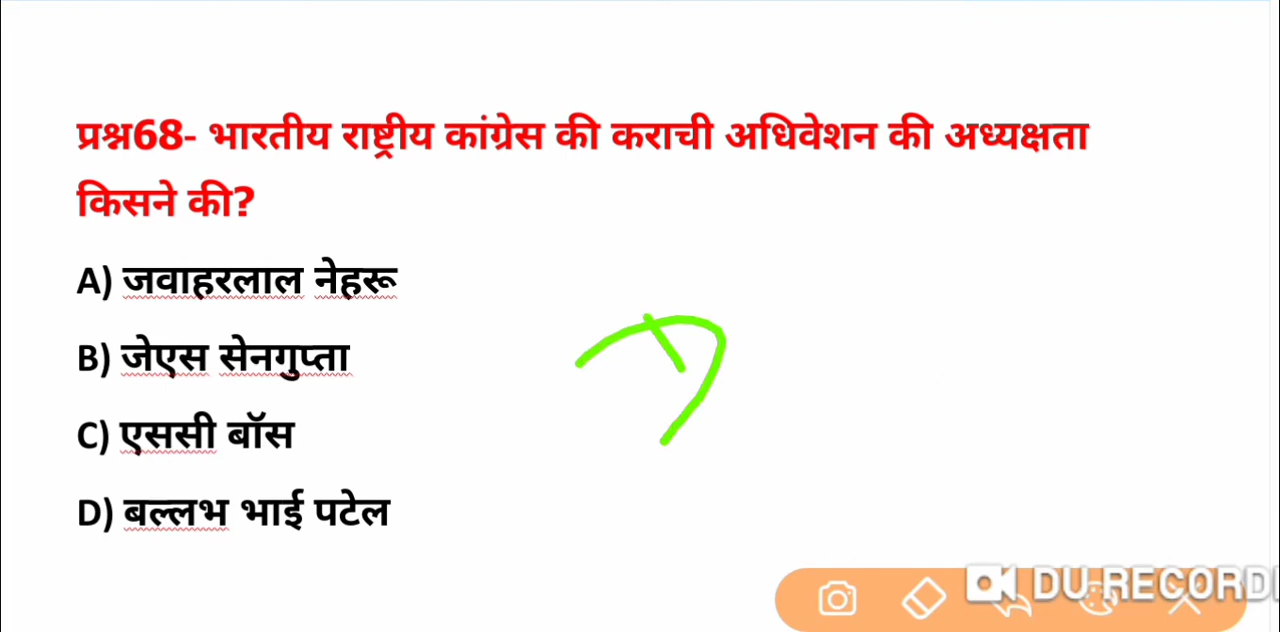 प्रश्न68- भारतीय राष्ट्रीय कांग्रेस की कराची अधिवेशन की अध्यक्षता
किसने की?
A) जवाहरलाल नेहरू
B) जेएस सेनगुप्ता
C) एससी बॉस
D) बल्लभ भाई पटेल
DU RECORD